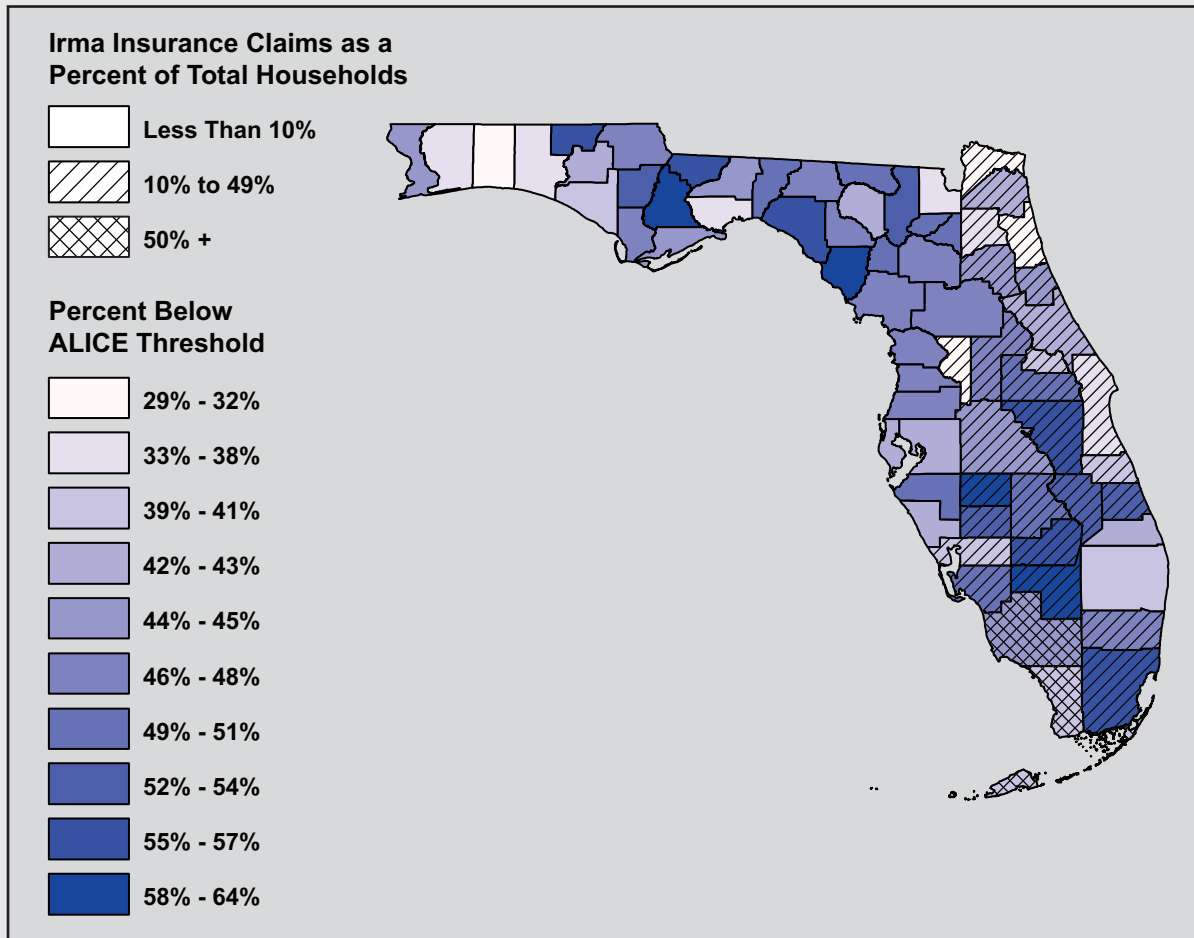 Irma Insurance Claims as a
Percent of Total Households
Less Than 10%
10% to 49%
50% +
Percent Below
ALICE Threshold
29% - 32%
33% - 38%
39% - 41%
42% - 43%
44% - 45%
46% - 48%
49% - 51%
52% - 54%
55% - 57%
58% - 64%